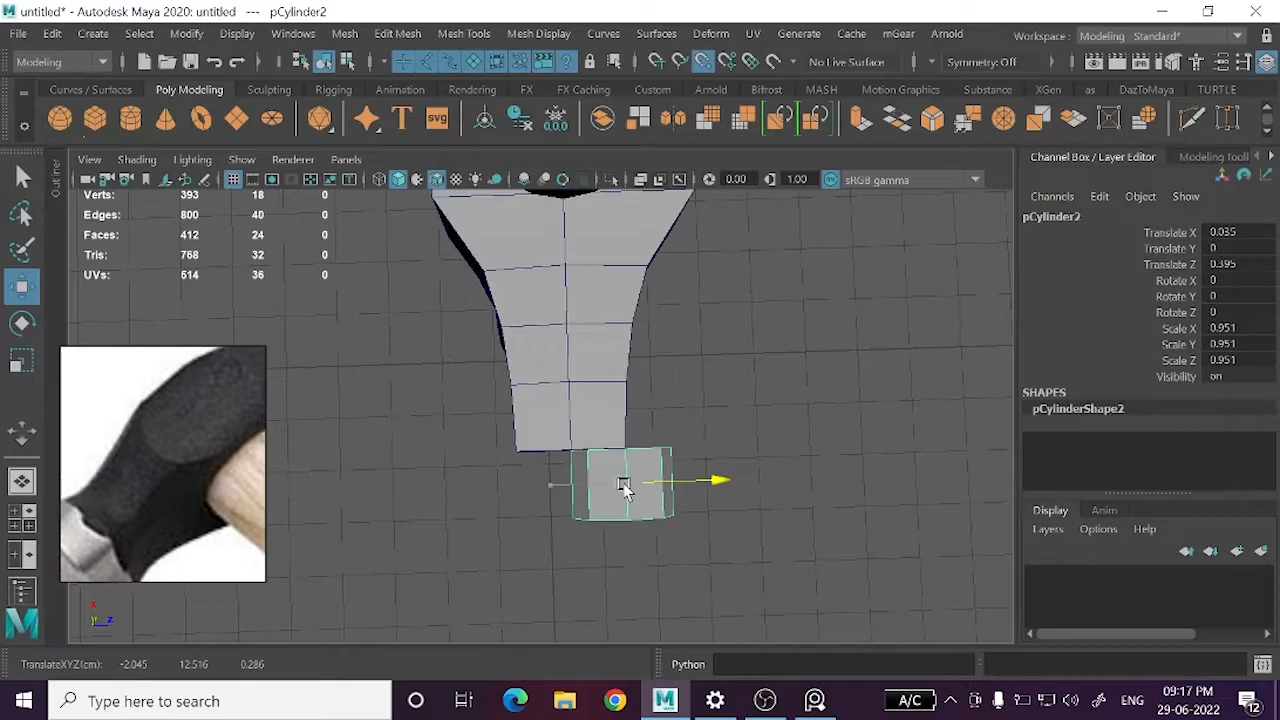 untitled* - Autodesk Maya 2020: untitled --- pCylinder2
File Edit Create Select Modify Display Windows Mesh Edit Mesh Mesh Tools Mesh Display Curves Surfaces Deform UV Generate Cache mGear Arnold Workspace : Modeling _Standard*
Modeling No Live Surface Symmetry: Off
Curves / Surfaces Poly Modeling Sculpting Rigging Animation Rendering FX FX Caching Custom Arnold Bifrost MASH Motion Graphics Substance XGen as DazToMaya TURTLE
T SVG 0,0,0
View Shading Lighting Show Renderer Panels
0.00 1.00 sRGB gamma
Outliner
Verts: 393 18 0
Edges: 800 40 0
Faces: 412 24 0
Tris: 768 32 0
UVs: 514 36 0
Channel Box / Layer Editor Modeling Tool
Channels Edit Object Show
pCylinder2
Translate X 0.035
Translate Y 0
Translate Z 0.395
Rotate X 0
Rotate Y 0
Rotate Z 0
Scale X 0.951
Scale Y 0.951
Scale Z 0.951
Visibility on
SHAPES
pCylinderShape2
Display Anim
Layers Options Help
x
y z
TranslateXYZ(cm): -2.045 12.516 0.286
Python
Type here to search
A/C
ENG
09:17 PM
29-06-2022
12